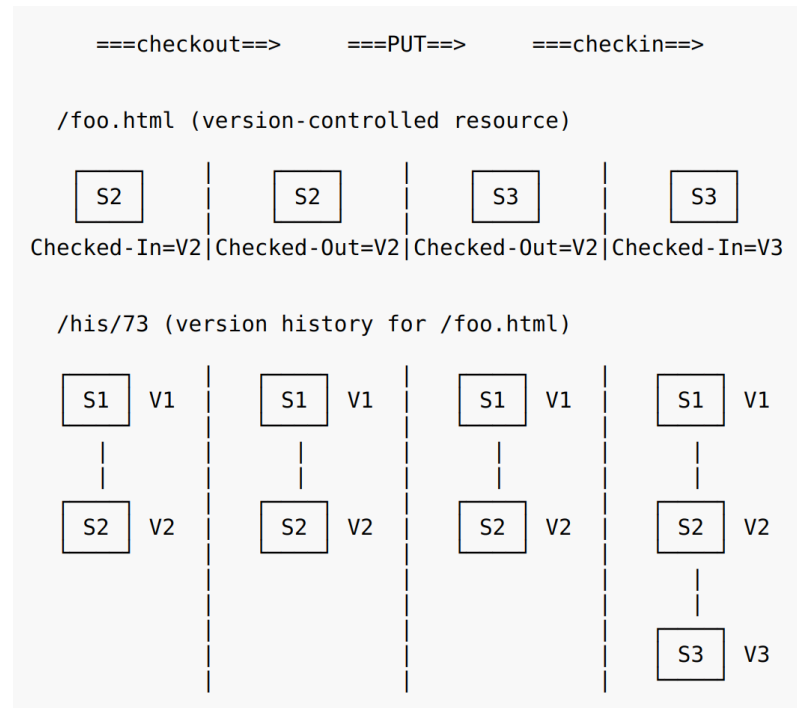 ===checkout==> ===PUT==> ===checkin==>
/foo.html (version-controlled resource)
S2 | S2 | S3 | S3
Checked-In=V2|Checked-Out=V2|Checked-Out=V2|Checked-In=V3
/his/73 (version history for /foo.html)
S1 V1 | S1 V1 | S1 V1 | S1 V1
S2 V2 | S2 V2 | S2 V2 | S2 V2
S3 V3